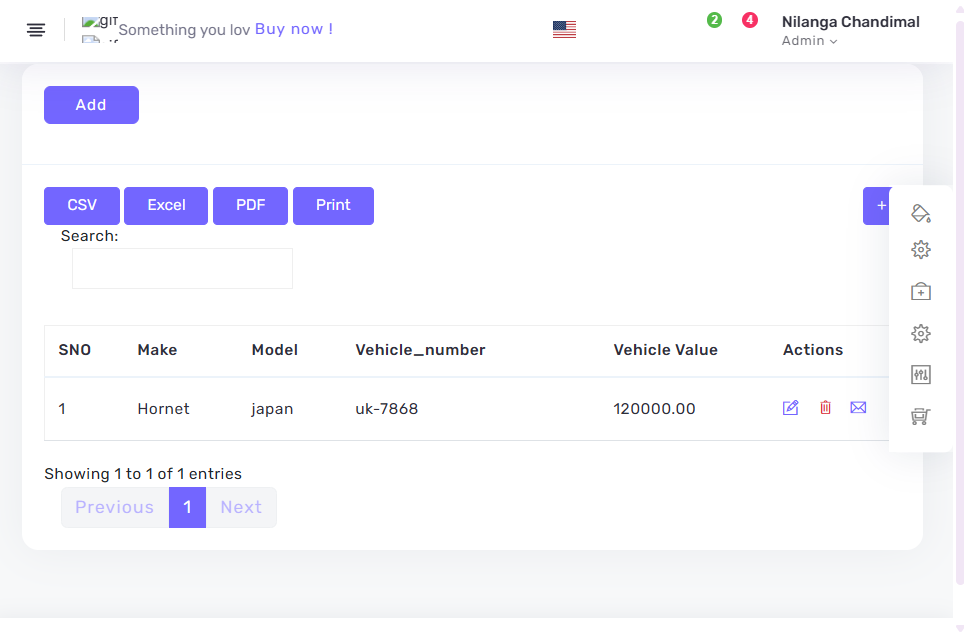 gif
Something you lov Buy now !
2
4
Nilanga Chandimal
Admin
Add
CSV Excel PDF Print
+
Search:
SNO Make Model Vehicle_number Vehicle Value Actions
1 Hornet japan uk-7868 120000.00
Showing 1 to 1 of 1 entries
Previous 1 Next